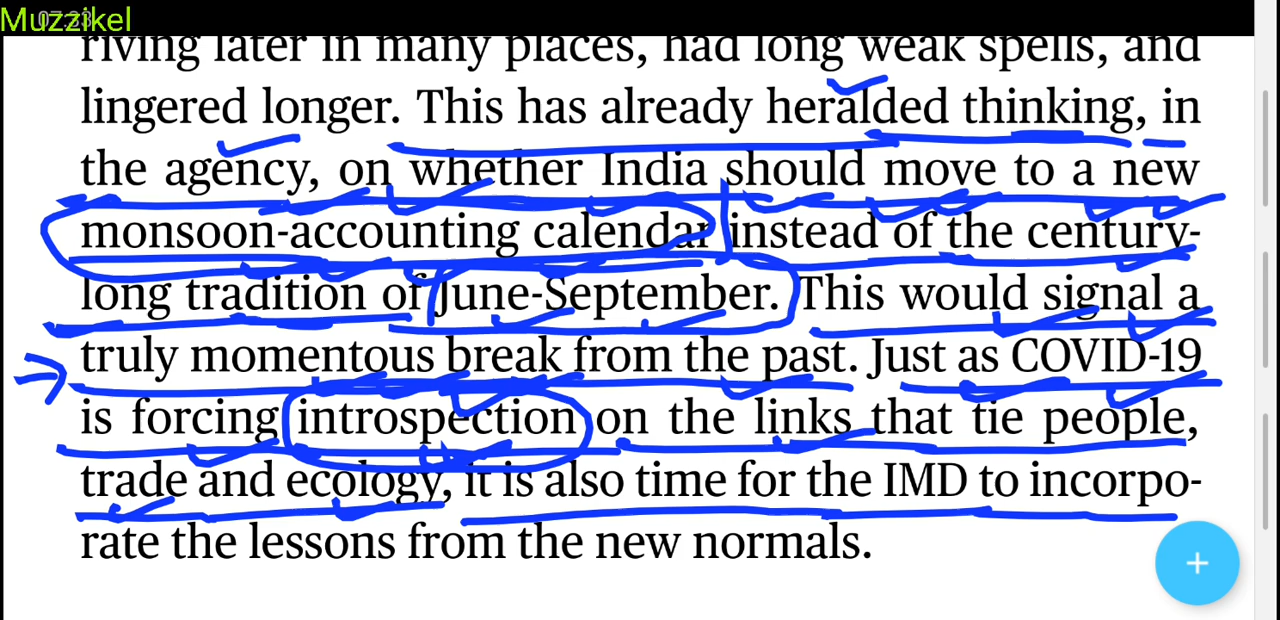 Muzzikel
riving later in many places, had long weak spells, and
lingered longer. This has already heralded thinking, in
the agency, on whether India should move to a new
monsoon-accounting calendar instead of the century-
long tradition of June-September. This would signal a
truly momentous break from the past. Just as COVID-19
is forcing introspection on the links that tie people,
trade and ecology, it is also time for the IMD to incorpo-
rate the lessons from the new normals.
+